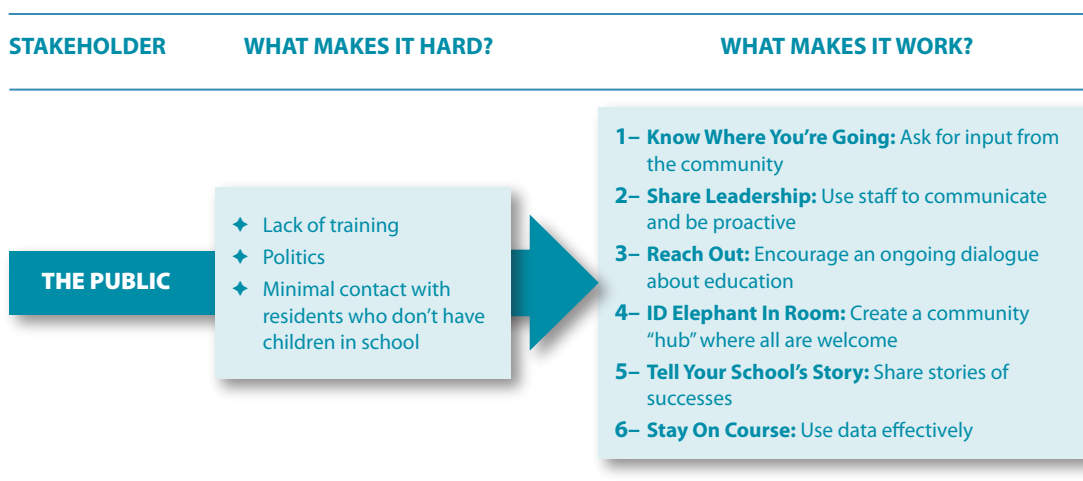 STAKEHOLDER WHAT MAKES IT HARD? WHAT MAKES IT WORK?
THE PUBLIC
✦ Lack of training
✦ Politics
✦ Minimal contact with
residents who don’t have
children in school
1– Know Where You’re Going: Ask for input from
the community
2– Share Leadership: Use staff to communicate
and be proactive
3– Reach Out: Encourage an ongoing dialogue
about education
4– ID Elephant In Room: Create a community
“hub” where all are welcome
5– Tell Your School’s Story: Share stories of
successes
6– Stay On Course: Use data effectively